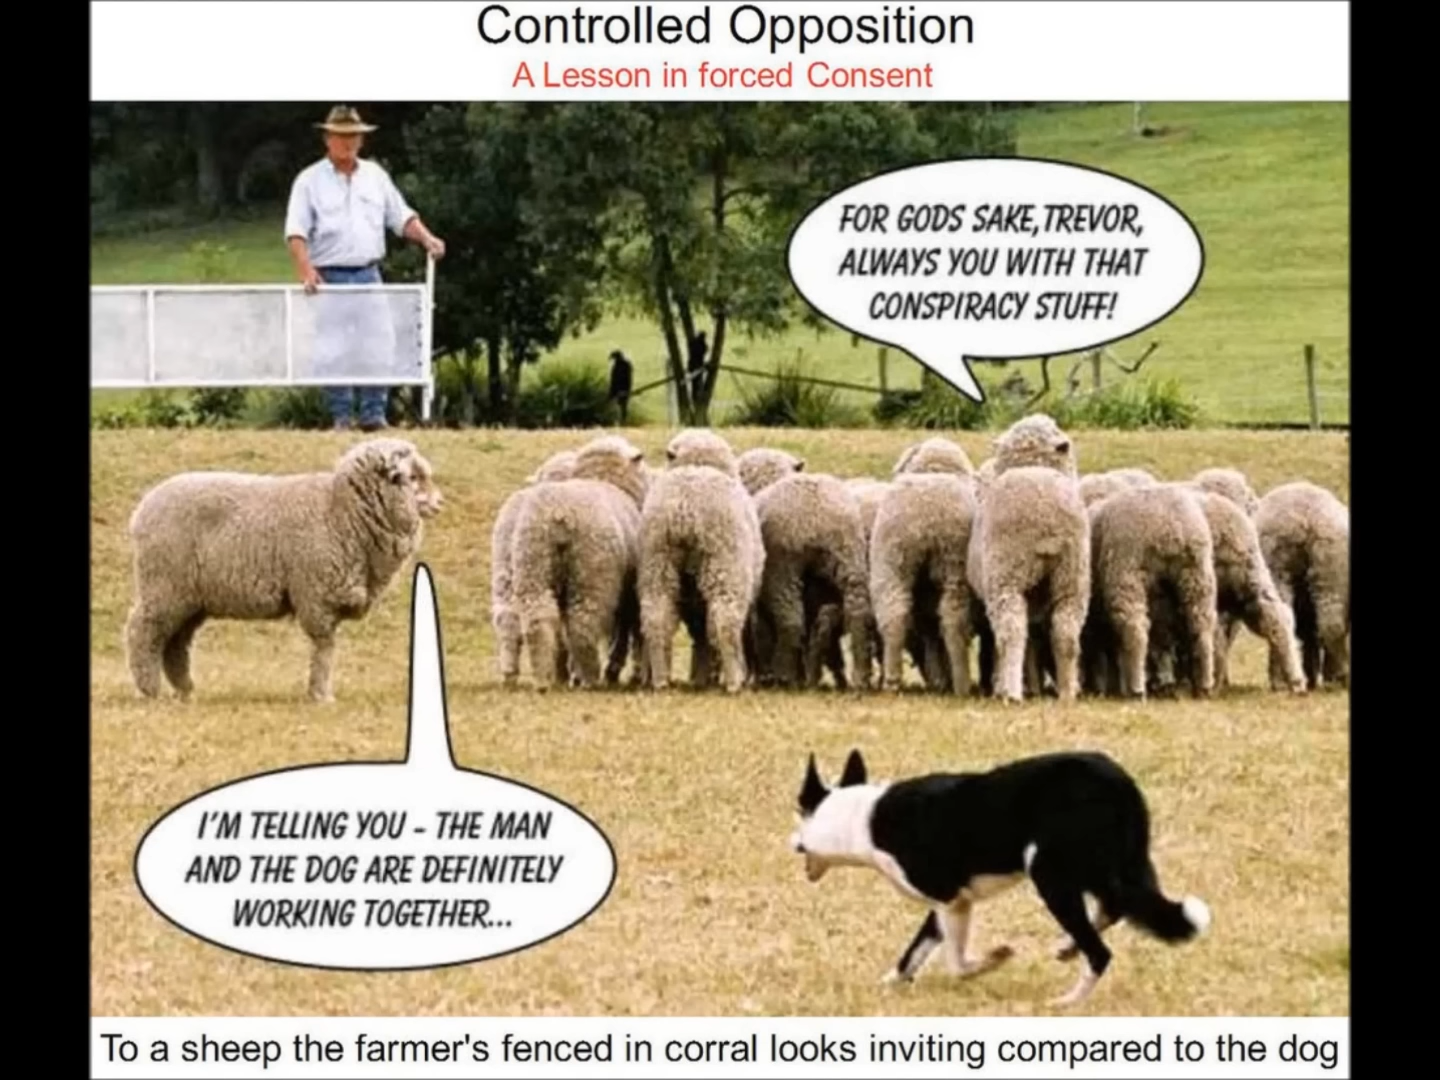 Controlled Opposition
A Lesson in forced Consent
FOR GODS SAKE, TREVOR,
ALWAYS YOU WITH THAT
CONSPIRACY STUFF!
I'M TELLING YOU - THE MAN
AND THE DOG ARE DEFINITELY
WORKING TOGETHER...
To a sheep the farmer's fenced in corral looks inviting compared to the dog